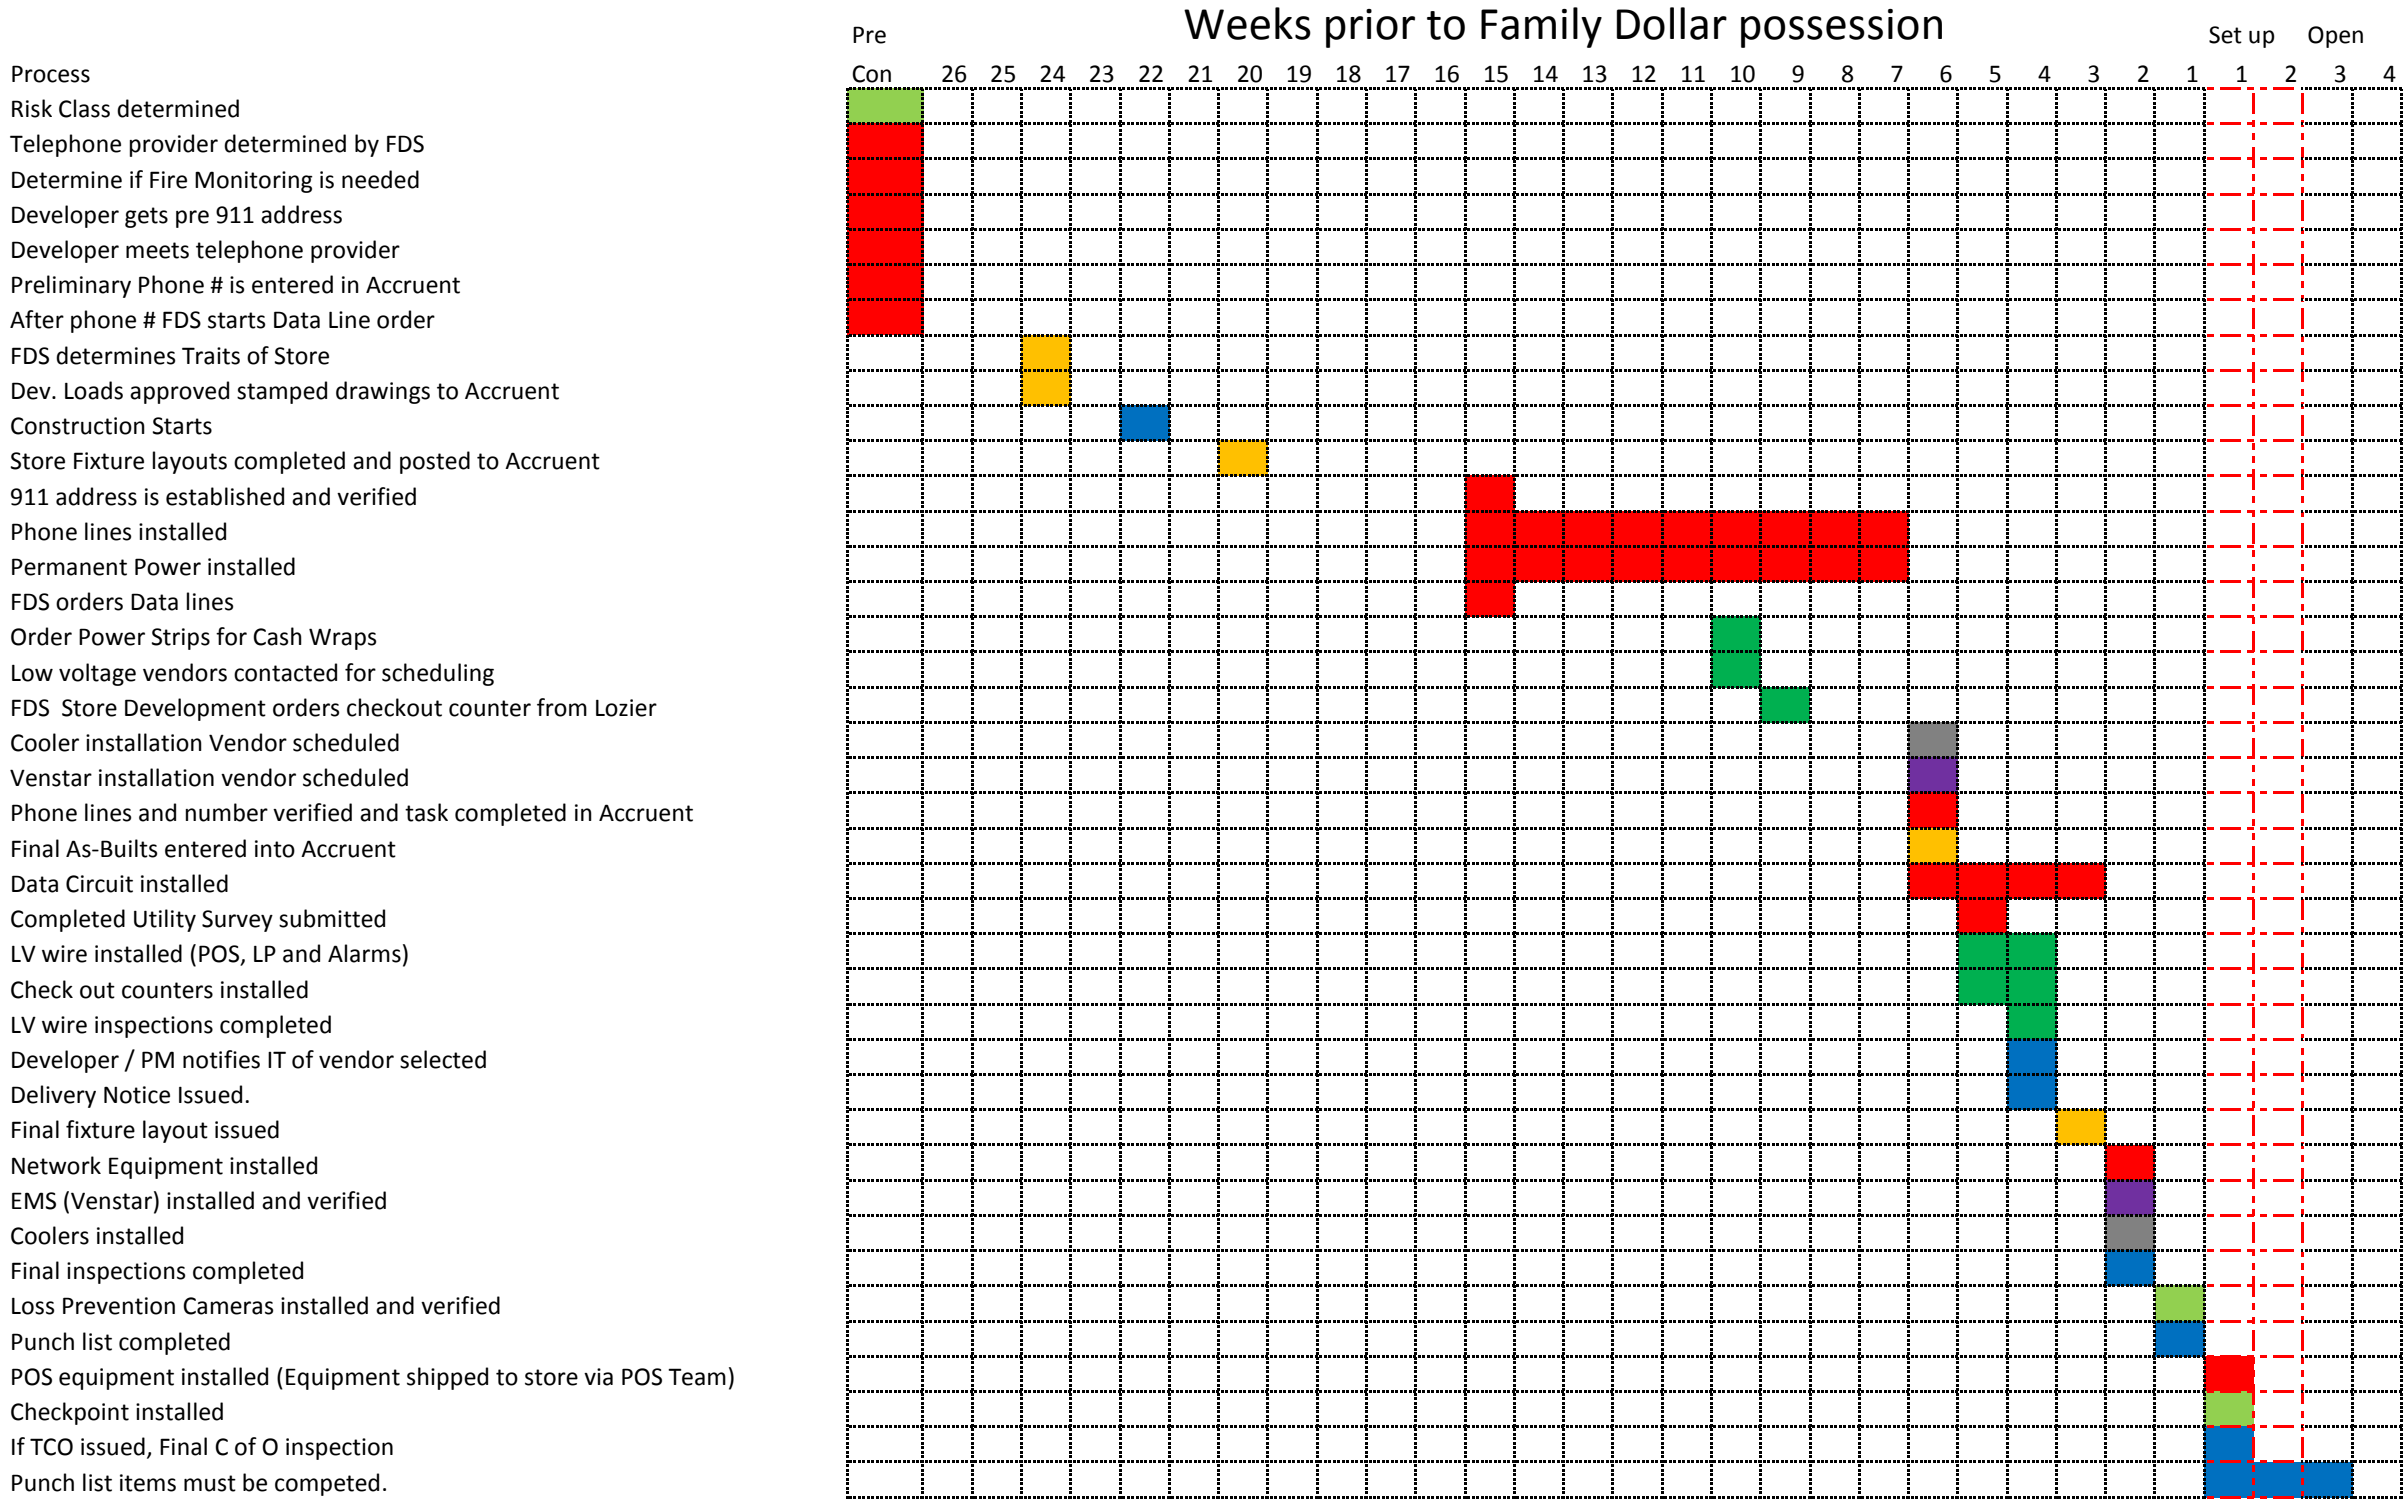 Weeks prior to Family Dollar possession
Pre Set up Open
Process Con 26 25 24 23 22 21 20 19 18 17 16 15 14 13 12 11 10 9 8 7 6 5 4 3 2 1 1 2 3 4
Risk Class determined
Telephone provider determined by FDS
Determine if Fire Monitoring is needed
Developer gets pre 911 address
Developer meets telephone provider
Preliminary Phone # is entered in Accruent
After phone # FDS starts Data Line order
FDS determines Traits of Store
Dev. Loads approved stamped drawings to Accruent
Construction Starts
Store Fixture layouts completed and posted to Accruent
911 address is established and verified
Phone lines installed
Permanent Power installed
FDS orders Data lines
Order Power Strips for Cash Wraps
Low voltage vendors contacted for scheduling
FDS  Store Development orders checkout counter from Lozier
Cooler installation Vendor scheduled
Venstar installation vendor scheduled
Phone lines and number verified and task completed in Accruent
Final As-Builts entered into Accruent
Data Circuit installed
Completed Utility Survey submitted
LV wire installed (POS, LP and Alarms)
Check out counters installed
LV wire inspections completed
Developer / PM notifies IT of vendor selected
Delivery Notice Issued.
Final fixture layout issued
Network Equipment installed
EMS (Venstar) installed and verified
Coolers installed
Final inspections completed
Loss Prevention Cameras installed and verified
Punch list completed
POS equipment installed (Equipment shipped to store via POS Team)
Checkpoint installed
If TCO issued, Final C of O inspection
Punch list items must be competed.